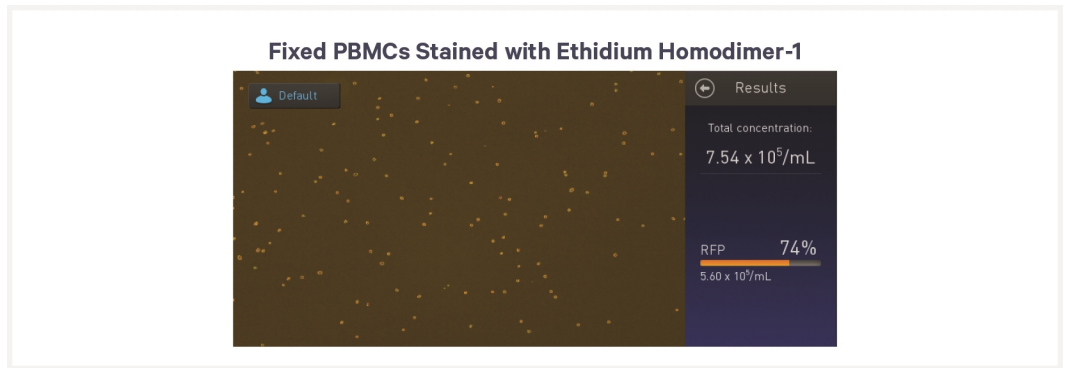 Fixed PBMCs Stained with Ethidium Homodimer-1
Default
Results
Total concentration:
7.54 x 10⁵/mL
RFP 74%
5.60 x 10⁵/mL